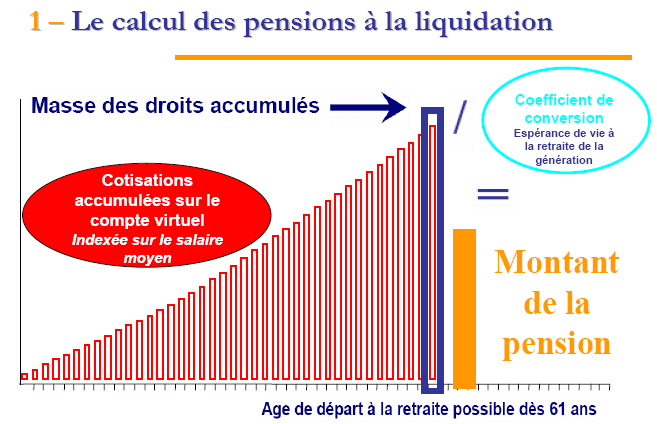 1 – Le calcul des pensions à la liquidation
Masse des droits accumulés
/
Coefficient de
conversion
Espérance de vie à
la retraite de la
génération
Cotisations
accumulées sur le
compte virtuel
Indexée sur le salaire
moyen
=
Montant
de la
pension
Age de départ à la retraite possible dès 61 ans